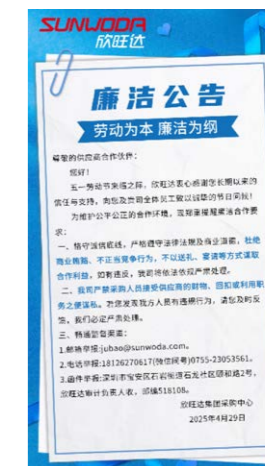 SUNWODA
欣旺达
廉洁公告
劳动为本 廉洁为纲
尊敬的供应商合作伙伴：
您好！
五一劳动节来临之际，欣旺达衷心感谢您长期以来的
信任与支持，向您及贵司全体员工致以诚挚的节日问候！
为维护公平公正的合作环境，现郑重提醒廉洁合作要
求：
一、恪守诚信底线，严格遵守法律法规及商业道德，杜绝
商业贿赂、不正当竞争行为，不以送礼、宴请等方式谋取
合作利益，如有违反，我司将依法依规严肃处理。
二、我司严禁采购人员接受供应商的财物、回扣或利用职
务之便谋私。若您发现我方人员有违规行为，请您及时反
馈，我们必定严肃处理。
三、畅通监督渠道：
1.邮箱举报:jubao@sunwoda.com。
2.电话举报:18126270617(微信同号)0755-23053561。
3.函件举报:深圳市宝安区石岩街道石龙社区颐和路2号，
欣旺达审计负责人收，邮编518108。
欣旺达集团采购中心
2025年4月29日